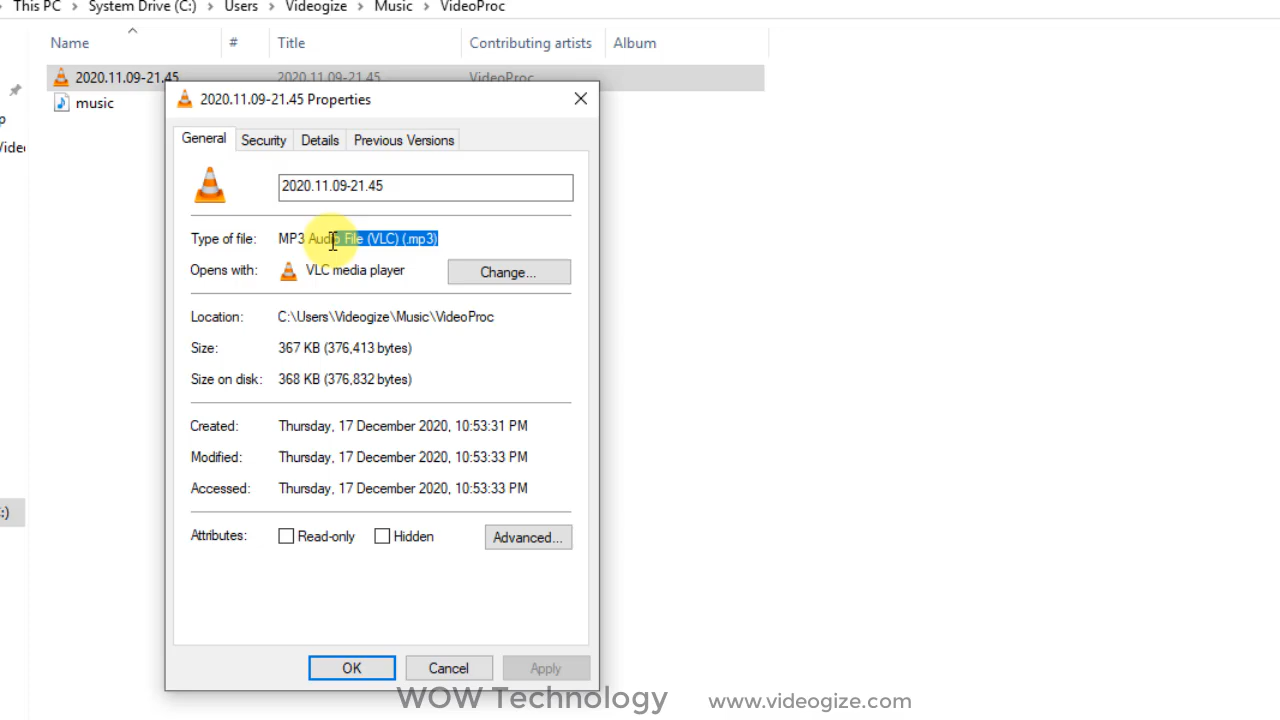 This PC > System Drive (C:) > Users > Videogize > Music > VideoProc
Name # Title Contributing artists Album
2020.11.09-21.45 2020.11.09-21.45 VideoProc
music
2020.11.09-21.45 Properties
General Security Details Previous Versions
2020.11.09-21.45
Type of file: MP3 Audio File (VLC) (.mp3)
Opens with: VLC media player Change...
Location: C:\Users\Videogize\Music\VideoProc
Size: 367 KB (376,413 bytes)
Size on disk: 368 KB (376,832 bytes)
Created: Thursday, 17 December 2020, 10:53:31 PM
Modified: Thursday, 17 December 2020, 10:53:33 PM
Accessed: Thursday, 17 December 2020, 10:53:33 PM
:)
Attributes: Read-only Hidden Advanced...
OK Cancel Apply
WOW Technology www.videogize.com